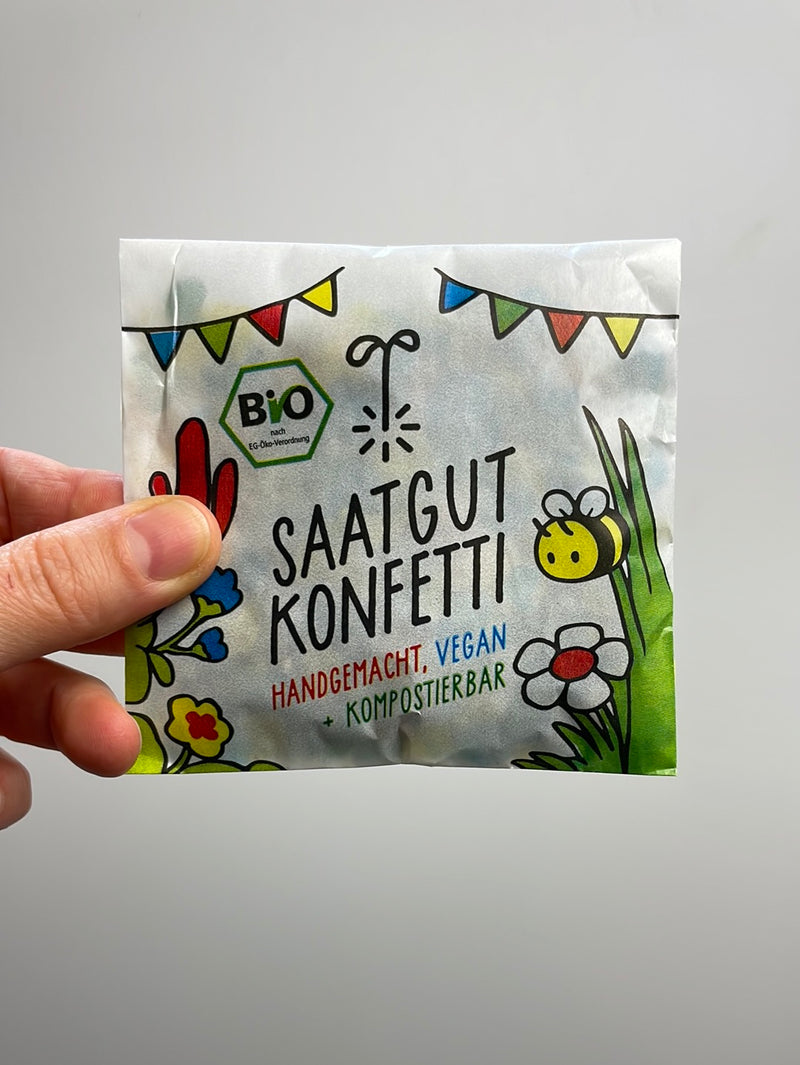 BiO
nach
EG-Öko-Verordnung
SAATGUT
KONFETTI
HANDGEMACHT, VEGAN
+ KOMPOSTIERBAR